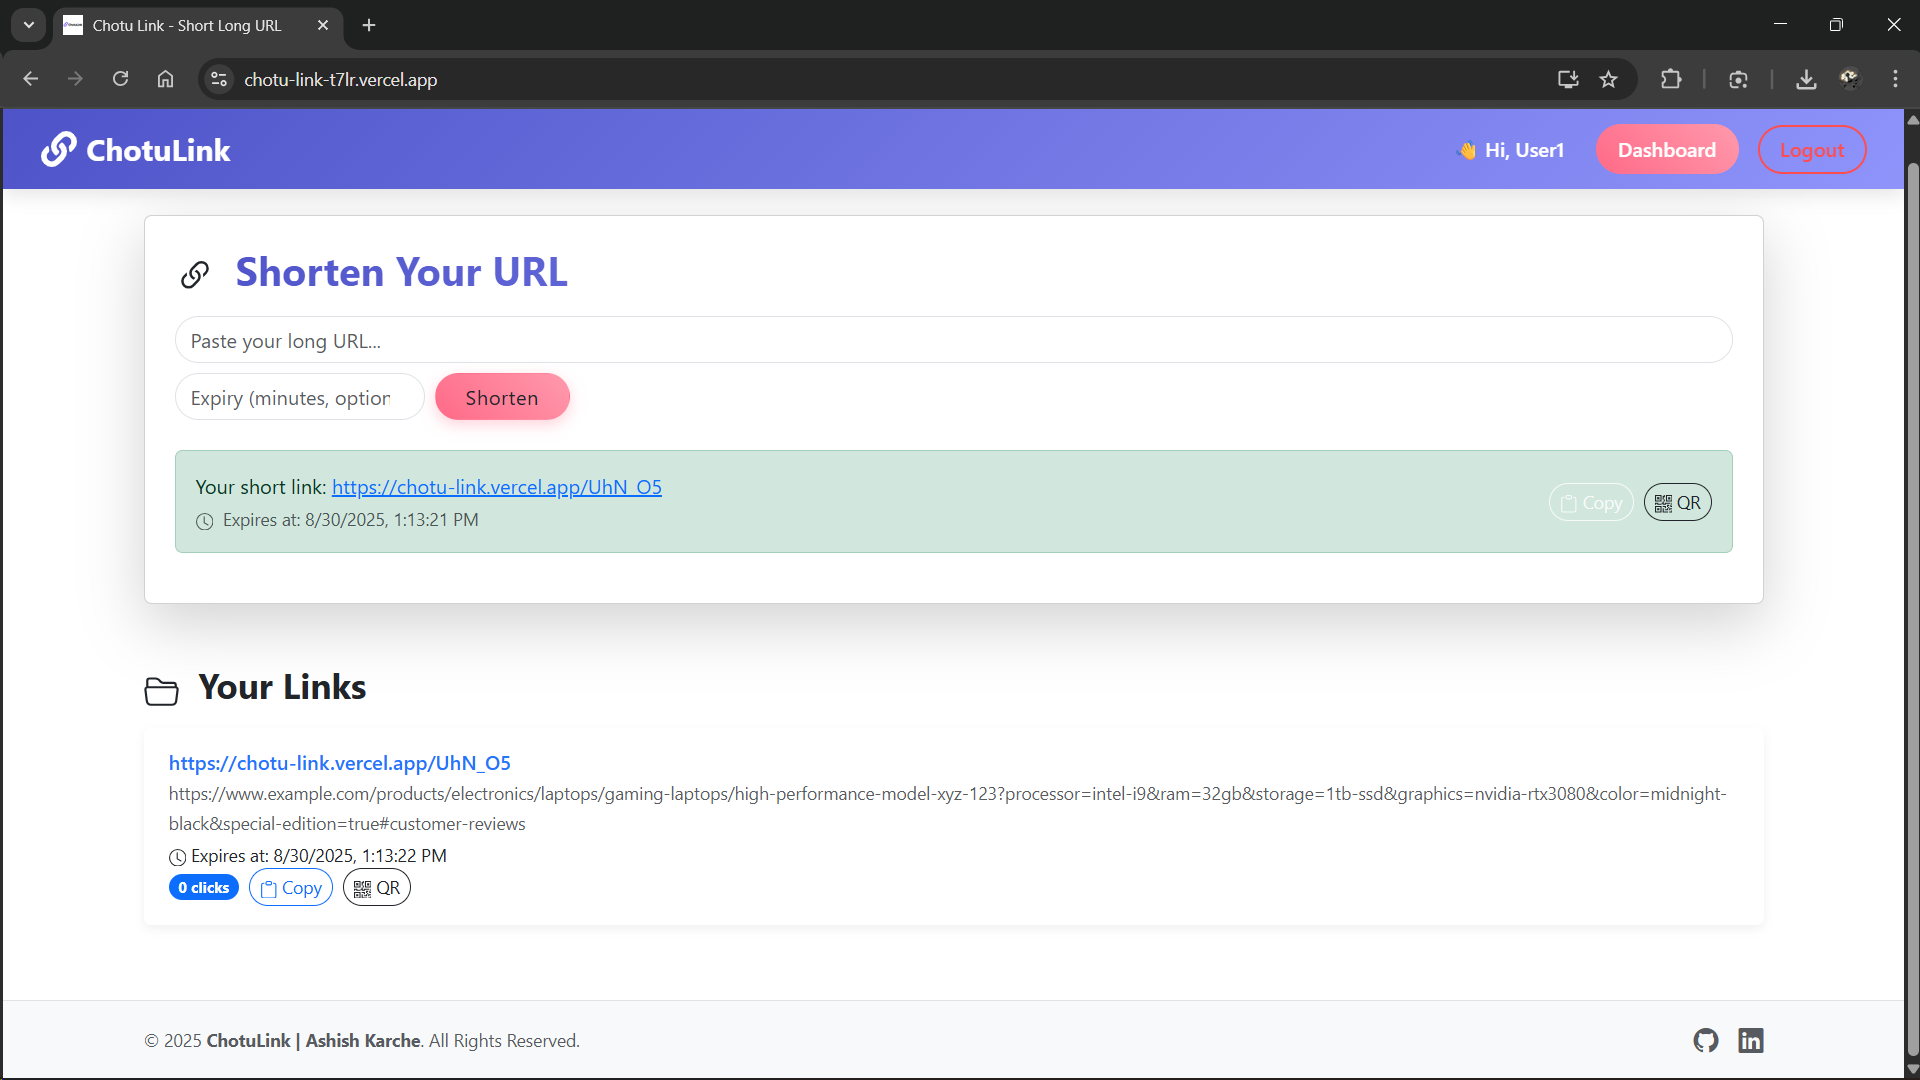 Chotu Link - Short Long URL
chotu-link-t7lr.vercel.app
ChotuLink
👋 Hi, User1
Dashboard
Logout
Shorten Your URL
Paste your long URL...
Expiry (minutes, option
Shorten
Your short link: https://chotu-link.vercel.app/UhN_O5
Expires at: 8/30/2025, 1:13:21 PM
Copy
QR
Your Links
https://chotu-link.vercel.app/UhN_O5
https://www.example.com/products/electronics/laptops/gaming-laptops/high-performance-model-xyz-123?processor=intel-i9&ram=32gb&storage=1tb-ssd&graphics=nvidia-rtx3080&color=midnight-
black&special-edition=true#customer-reviews
Expires at: 8/30/2025, 1:13:22 PM
0 clicks
Copy
QR
© 2025 ChotuLink | Ashish Karche. All Rights Reserved.